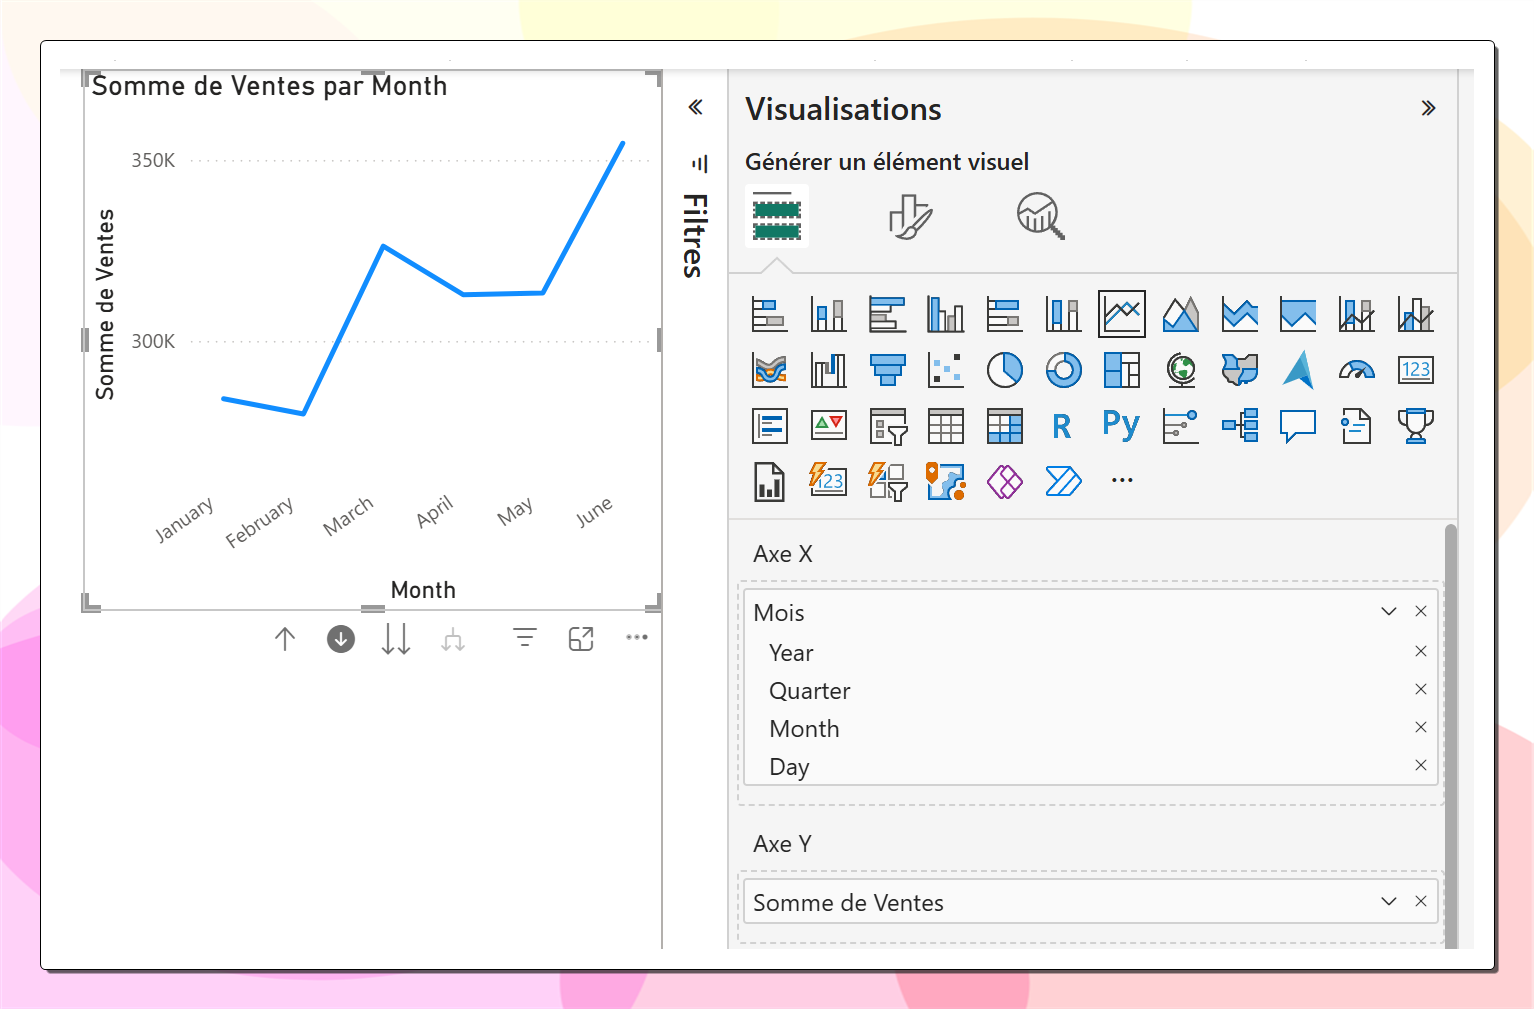 Somme de Ventes par Month
350K
300K
Somme de Ventes
January
February
March
April
May
June
Month
Filtres
Visualisations
Générer un élément visuel
123
R
Py
123
Axe X
Mois
Year
Quarter
Month
Day
Axe Y
Somme de Ventes